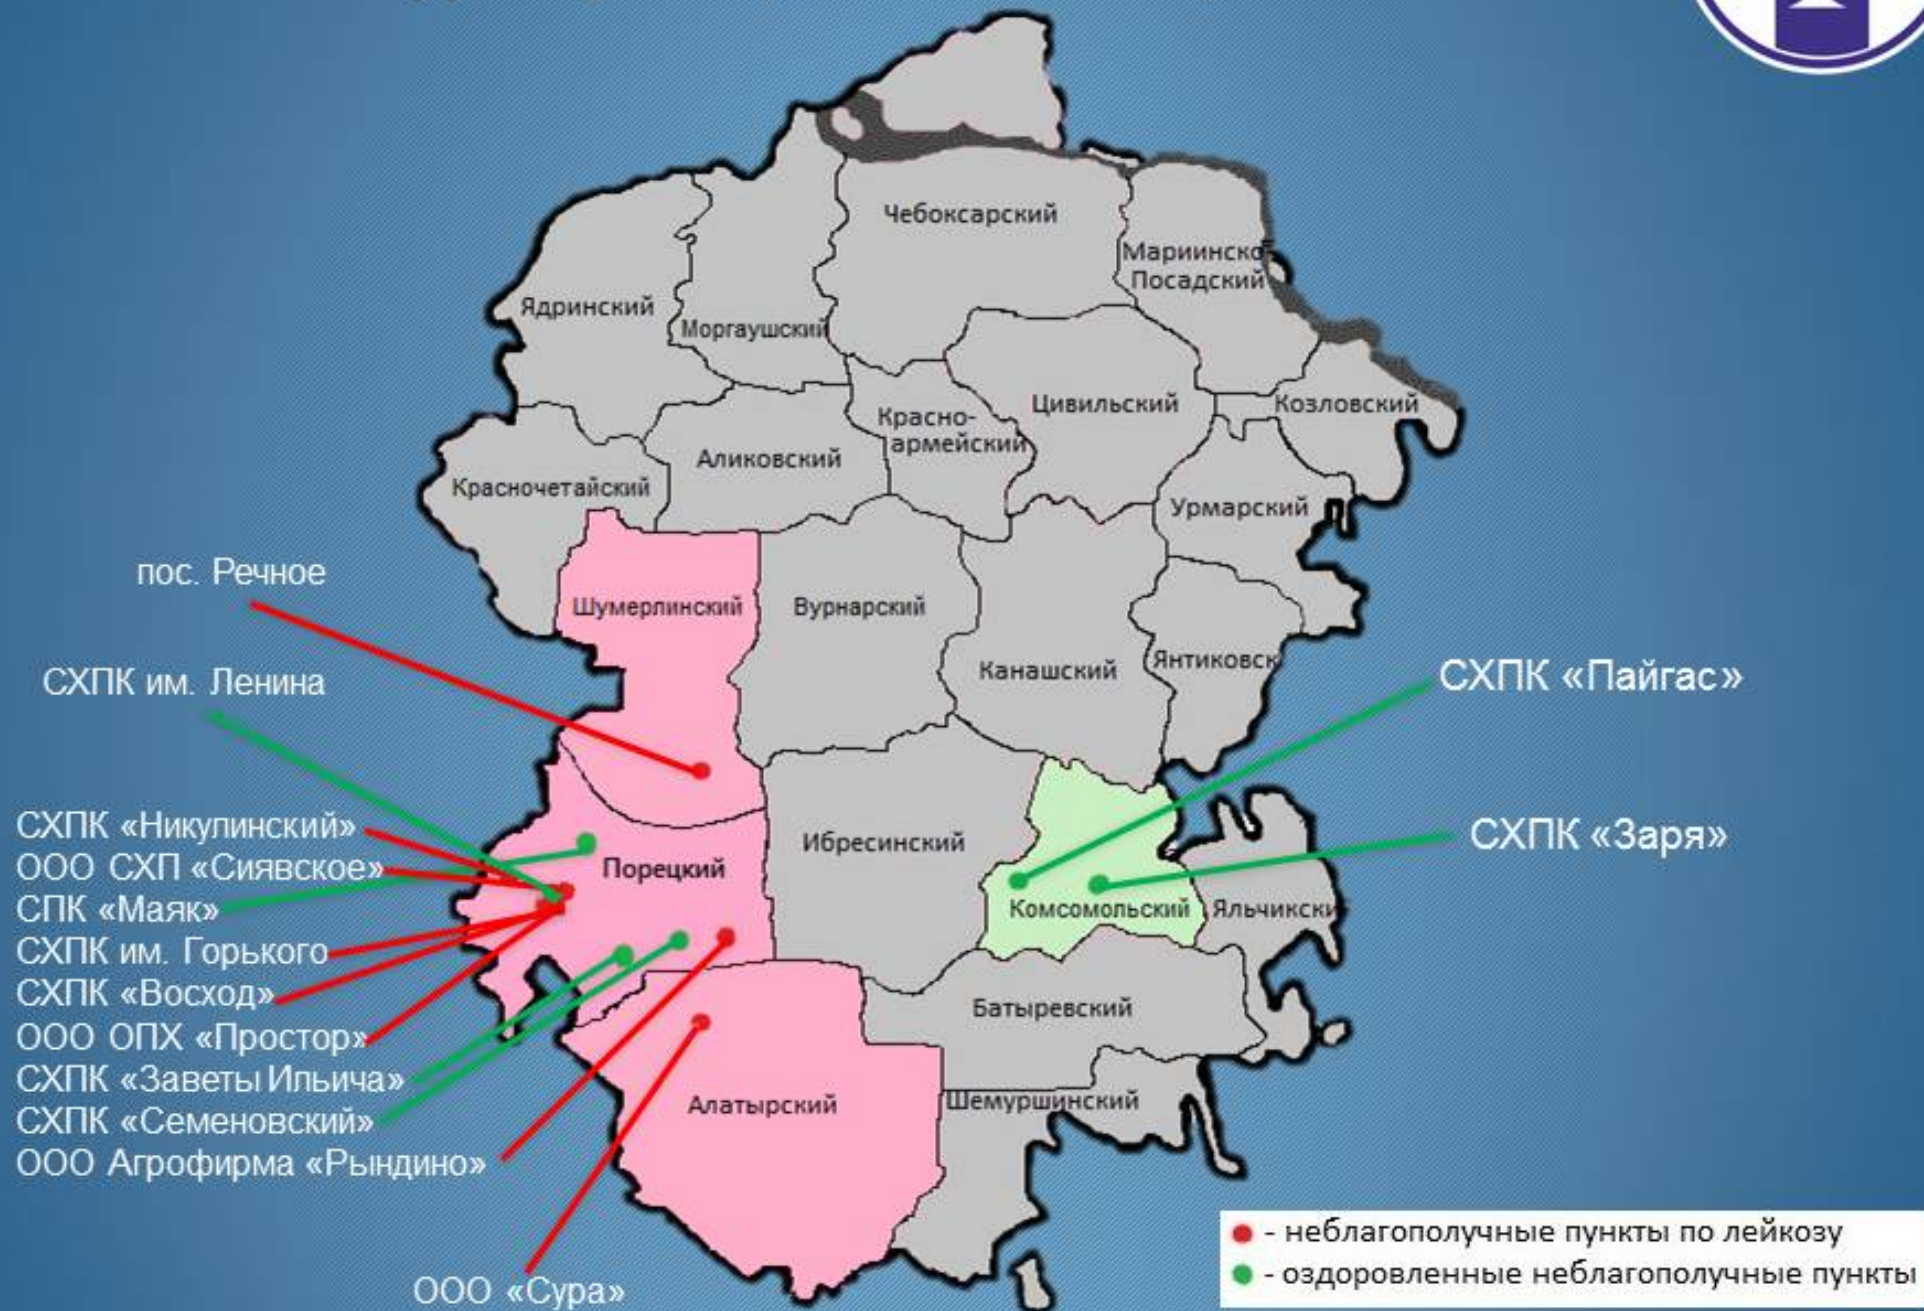 Чебоксарский
Мариинско-
Посадский
Ядринский
Моргаушский
Цивильский
Козловский
Красно-
армейский
Аликовский
Красночетайский
Урмарский
пос. Речное
Шумерлинский
Вурнарский
Канашский
Янтиковск
СХПК им. Ленина
СХПК «Пайгас»
СХПК «Никулинский»
ООО СХП «Сиявское»
СПК «Маяк»
СХПК им. Горького
СХПК «Восход»
ООО ОПХ «Простор»
СХПК «Заветы Ильича»
СХПК «Семеновский»
ООО Агрофирма «Рындино»
Порецкий
Ибресинский
СХПК «Заря»
Комсомольский
Яльчикски
Батыревский
Алатырский
Шемуршинский
ООО «Сура»
- неблагополучные пункты по лейкозу
- оздоровленные неблагополучные пункты